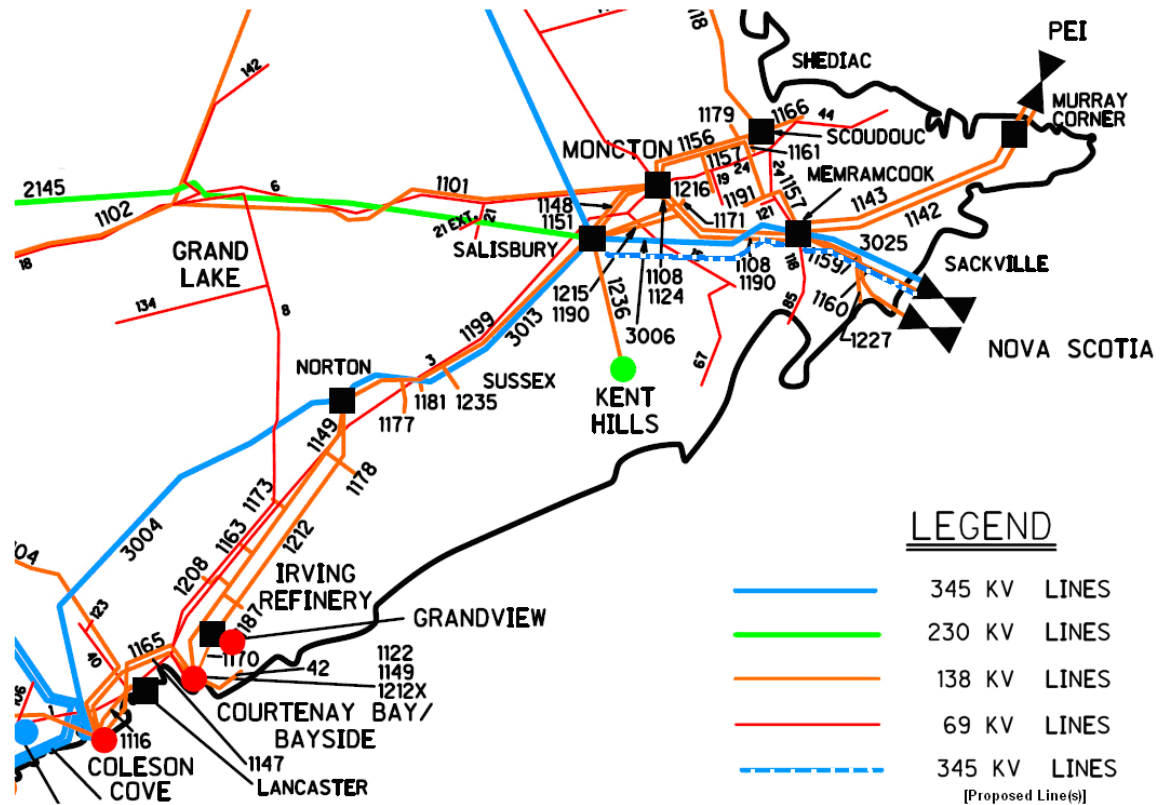 PEI
142
1118
SHEDIAC
MURRAY
CORNER
1179
1166
44
SCOUDOUC
MONCTON
1156
1157
1161
19
24
24
MEMRAMCOOK
2145
6
1101
1216
1191
1157
1143
1142
1102
21
21 EXT.
1148
1151
1171
121
SALISBURY
3025
18
GRAND
LAKE
1108
1124
1108
1190
118
1159/
SACKVILLE
134
8
1215
1190
1236
3006
85
1160
1227
NOVA SCOTIA
1199
3013
3
67
NORTON
SUSSEX
1181
1235
1177
KENT
HILLS
1149
1178
1173
1163
1212
3004
1208
IRVING
REFINERY
1187
GRANDVIEW
123
40
1165
1170
42
1122
1149
1212X
COURTENAY BAY/
BAYSIDE
1116
1147
COLESON
COVE
LANCASTER
LEGEND
345 KV LINES
230 KV LINES
138 KV LINES
69 KV LINES
345 KV LINES
[Proposed Line(s)]